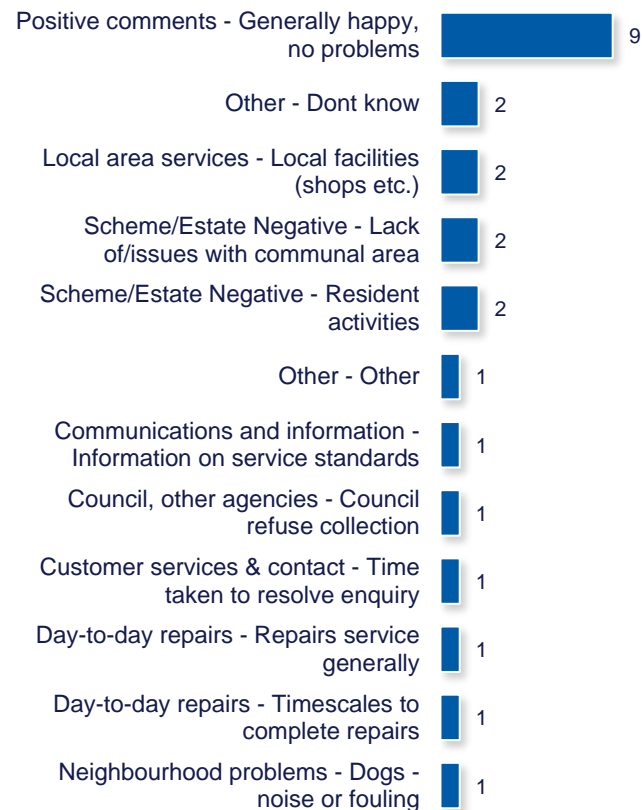 Positive comments - Generally happy,
no problems
9
Other - Dont know
2
Local area services - Local facilities
(shops etc.)
2
Scheme/Estate Negative - Lack
of/issues with communal area
2
Scheme/Estate Negative - Resident
activities
2
Other - Other
1
Communications and information -
Information on service standards
1
Council, other agencies - Council
refuse collection
1
Customer services & contact - Time
taken to resolve enquiry
1
Day-to-day repairs - Repairs service
generally
1
Day-to-day repairs - Timescales to
complete repairs
1
Neighbourhood problems - Dogs -
noise or fouling
1